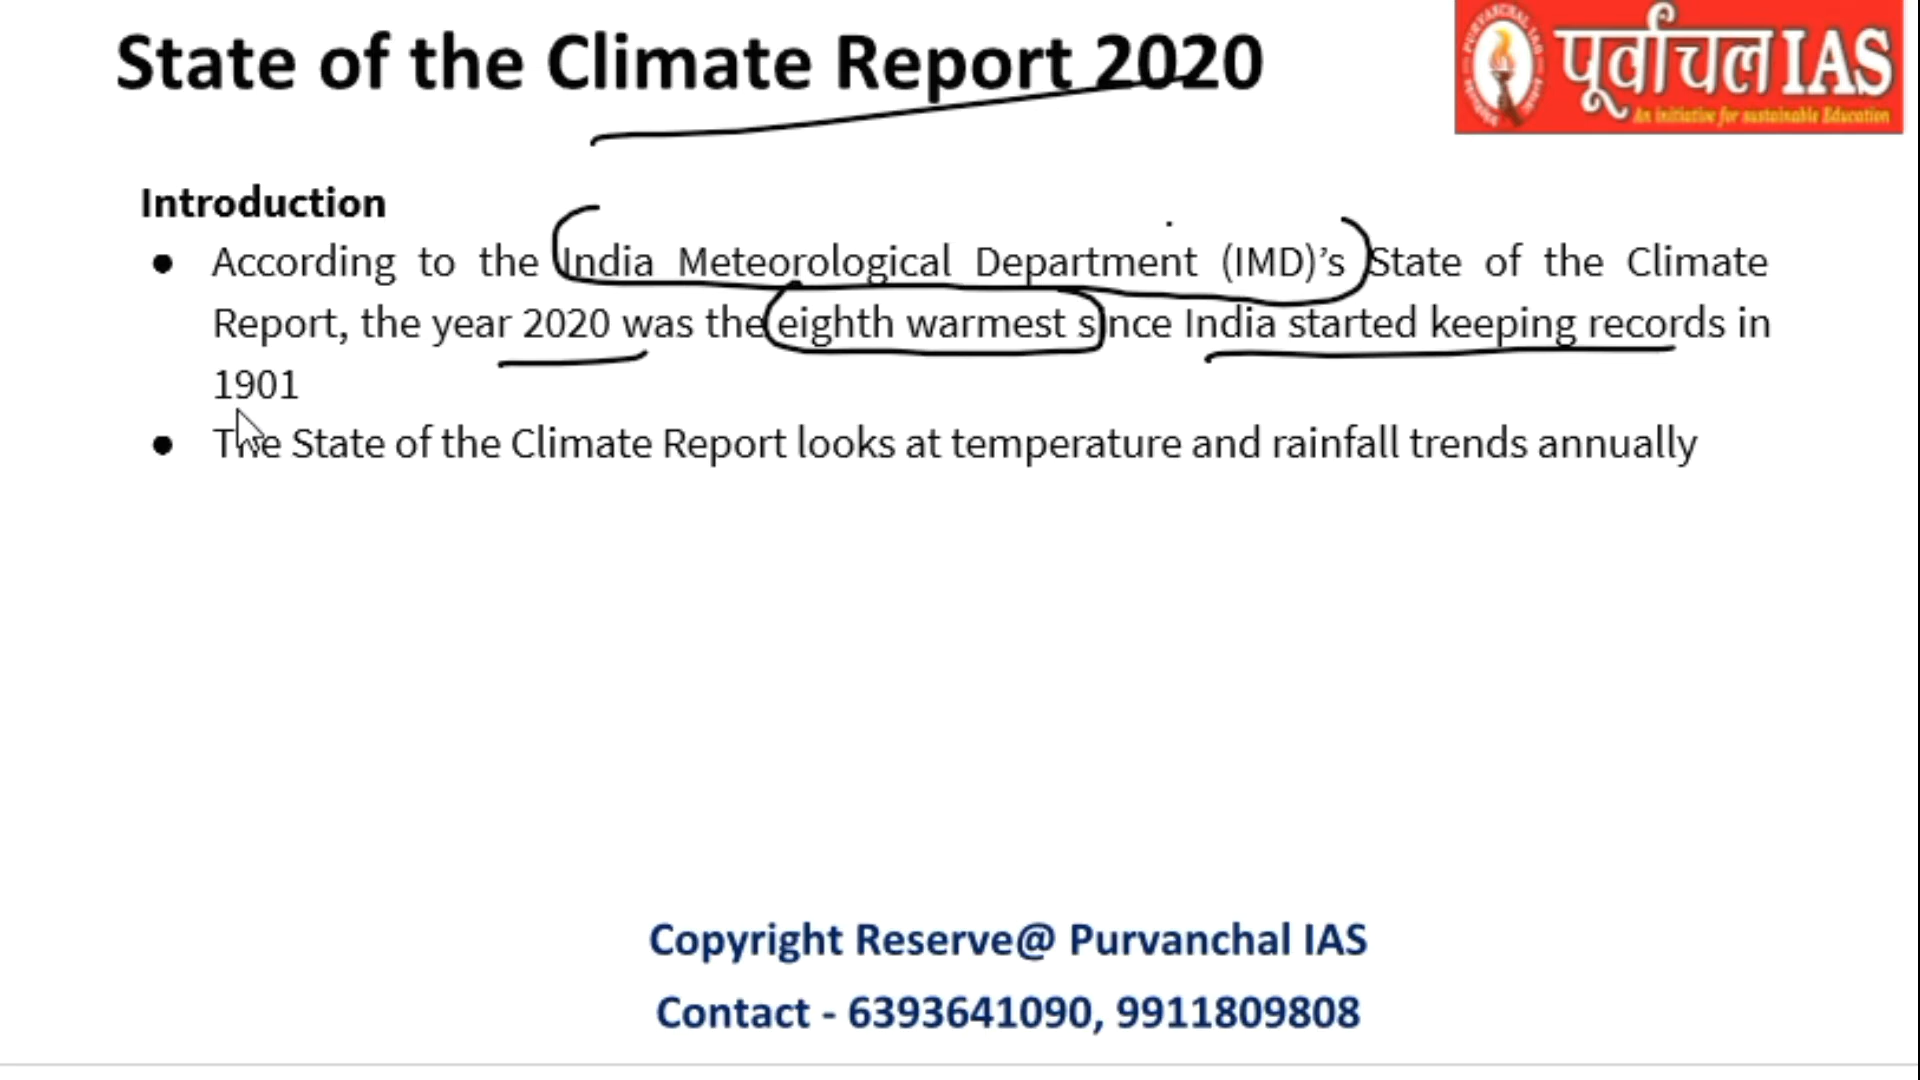 State of the Climate Report 2020
पूर्वांचल IAS
An initiative for sustainable Education
Introduction
● According to the India Meteorological Department (IMD)’s State of the Climate
Report, the year 2020 was the eighth warmest since India started keeping records in
1901
● The State of the Climate Report looks at temperature and rainfall trends annually
Copyright Reserve@ Purvanchal IAS
Contact - 6393641090, 9911809808